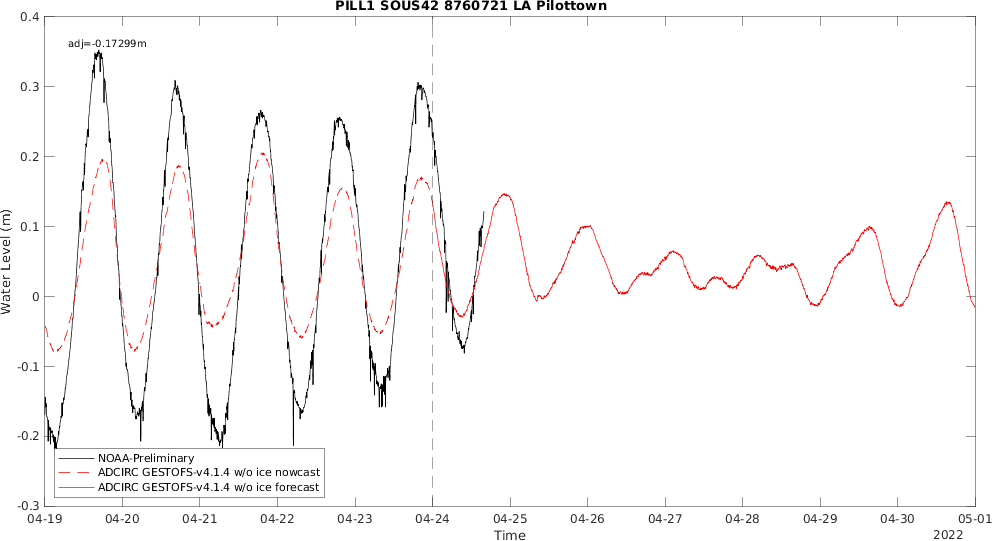 PILL1 SOUS42 8760721 LA Pilottown
adj=-0.17299m
0.4
0.3
0.2
0.1
0
-0.1
-0.2
-0.3
Water Level (m)
NOAA-Preliminary
ADCIRC GESTOFS-v4.1.4 w/o ice nowcast
ADCIRC GESTOFS-v4.1.4 w/o ice forecast
04-19 04-20 04-21 04-22 04-23 04-24 04-25 04-26 04-27 04-28 04-29 04-30 05-01
Time
2022